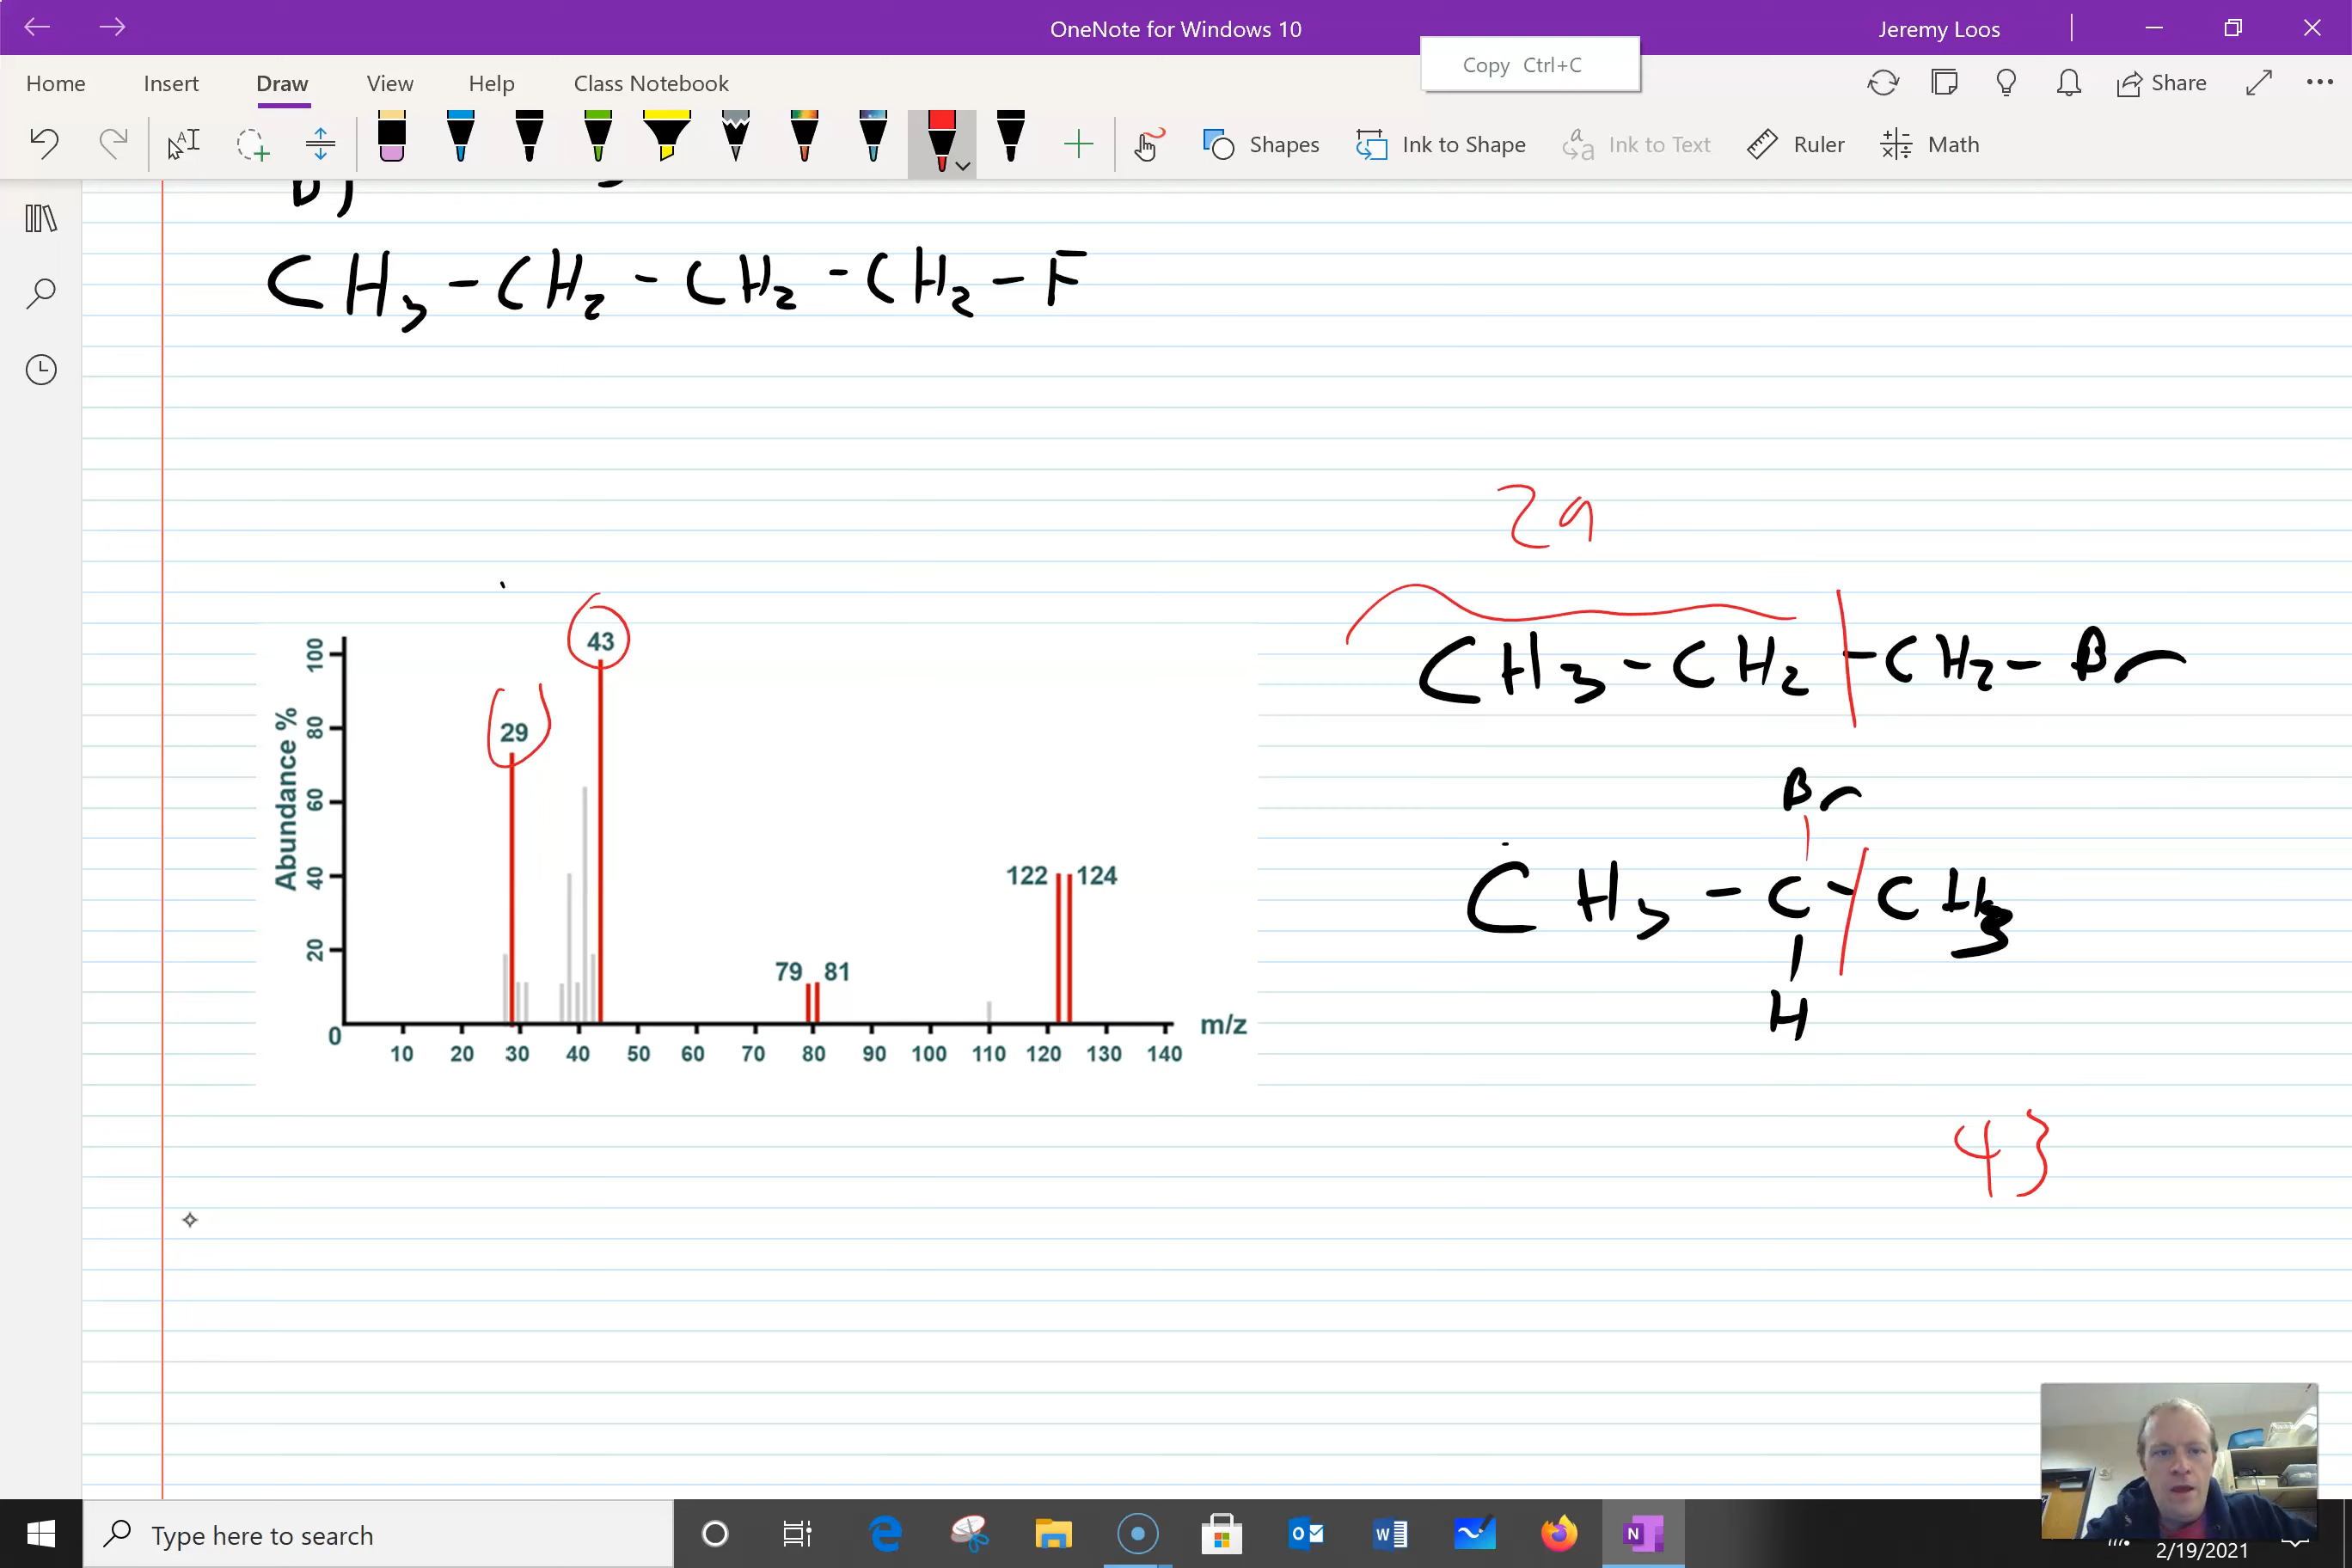 OneNote for Windows 10
Jeremy Loos
Copy Ctrl+C
Home Insert Draw View Help Class Notebook
Share
Shapes Ink to Shape Ink to Text Ruler Math
CH3-CH2-CH2-CH2-F
29
CH3-CH2-CH2-Br
Br
CH3-C-CH3
H
43
Abundance %
100
80
60
40
20
0
29
43
79 81
122 124
10 20 30 40 50 60 70 80 90 100 110 120 130 140
m/z
Type here to search
2/19/2021